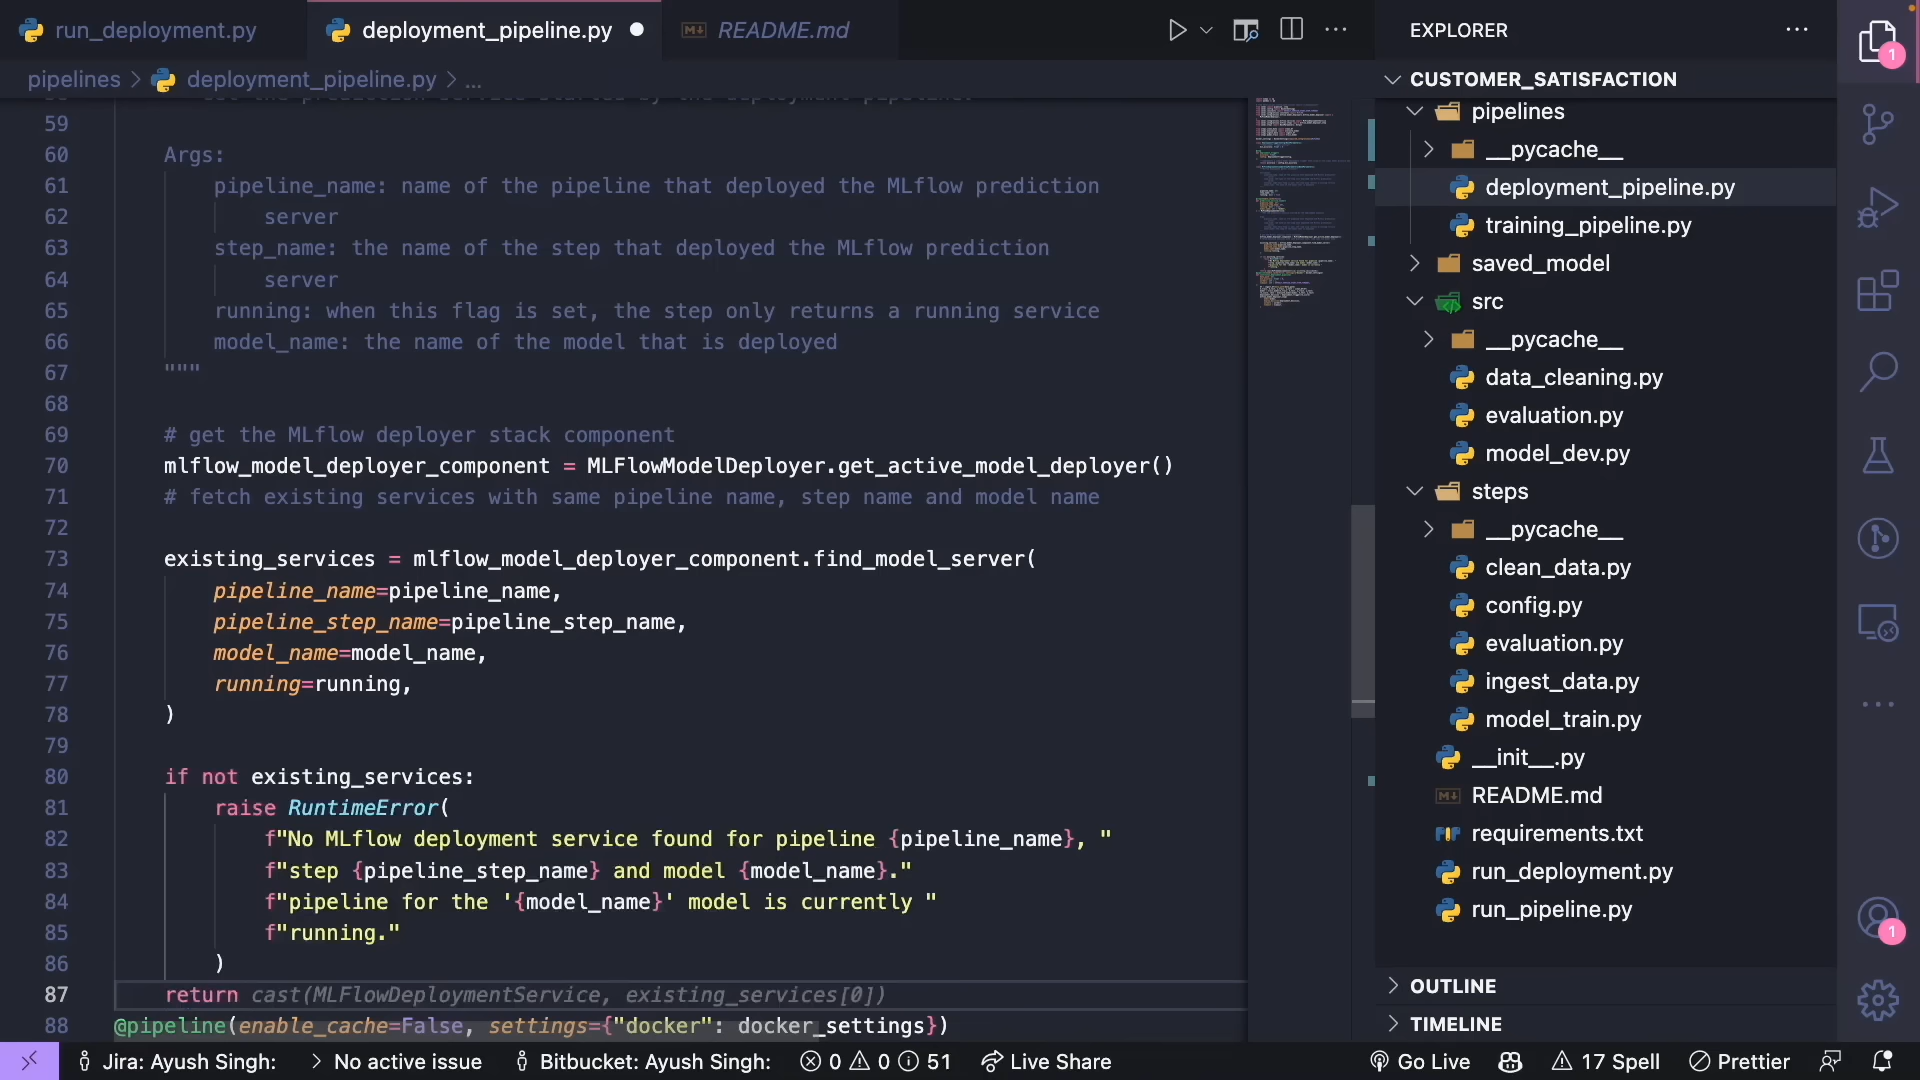 run_deployment.py
deployment_pipeline.py
README.md
pipelines > deployment_pipeline.py > ...
59
60 Args:
61 pipeline_name: name of the pipeline that deployed the MLflow prediction
62 server
63 step_name: the name of the step that deployed the MLflow prediction
64 server
65 running: when this flag is set, the step only returns a running service
66 model_name: the name of the model that is deployed
67 """
68
69 # get the MLflow deployer stack component
70 mlflow_model_deployer_component = MLFlowModelDeployer.get_active_model_deployer()
71 # fetch existing services with same pipeline name, step name and model name
72
73 existing_services = mlflow_model_deployer_component.find_model_server(
74 pipeline_name=pipeline_name,
75 pipeline_step_name=pipeline_step_name,
76 model_name=model_name,
77 running=running,
78 )
79
80 if not existing_services:
81 raise RuntimeError(
82 f"No MLflow deployment service found for pipeline {pipeline_name}, "
83 f"step {pipeline_step_name} and model {model_name}."
84 f"pipeline for the '{model_name}' model is currently "
85 f"running."
86 )
87 return cast(MLFlowDeploymentService, existing_services[0])
88 @pipeline(enable_cache=False, settings={"docker": docker_settings})
EXPLORER
CUSTOMER_SATISFACTION
pipelines
__pycache__
deployment_pipeline.py
training_pipeline.py
saved_model
src
__pycache__
data_cleaning.py
evaluation.py
model_dev.py
steps
__pycache__
clean_data.py
config.py
evaluation.py
ingest_data.py
model_train.py
__init__.py
README.md
requirements.txt
run_deployment.py
run_pipeline.py
OUTLINE
TIMELINE
1
1
Jira: Ayush Singh: > No active issue Bitbucket: Ayush Singh: 0 0 51 Live Share Go Live 17 Spell Prettier